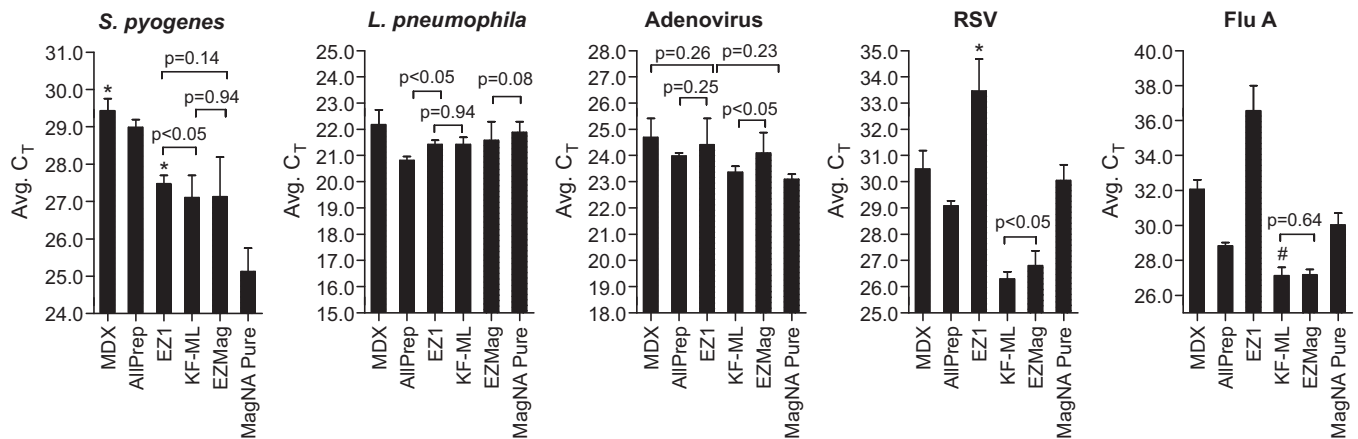 S. pyogenes
Avg. C_T
31.0
30.0
29.0
28.0
27.0
26.0
25.0
24.0
p=0.14
p=0.94
p<0.05
*
*
MDX
AllPrep
EZ1
KF-ML
EZMag
MagNA Pure
L. pneumophila
Avg. C_T
25.0
24.0
23.0
22.0
21.0
20.0
19.0
18.0
17.0
16.0
15.0
p<0.05
p=0.08
p=0.94
MDX
AllPrep
EZ1
KF-ML
EZMag
MagNA Pure
Adenovirus
Avg. C_T
28.0
27.0
26.0
25.0
24.0
23.0
22.0
21.0
20.0
19.0
18.0
p=0.26
p=0.23
p=0.25
p<0.05
MDX
AllPrep
EZ1
KF-ML
EZMag
MagNA Pure
RSV
Avg. C_T
35.0
34.0
33.0
32.0
31.0
30.0
29.0
28.0
27.0
26.0
25.0
*
p<0.05
MDX
AllPrep
EZ1
KF-ML
EZMag
MagNA Pure
Flu A
Avg. C_T
40.0
38.0
36.0
34.0
32.0
30.0
28.0
26.0
p=0.64
#
MDX
AllPrep
EZ1
KF-ML
EZMag
MagNA Pure